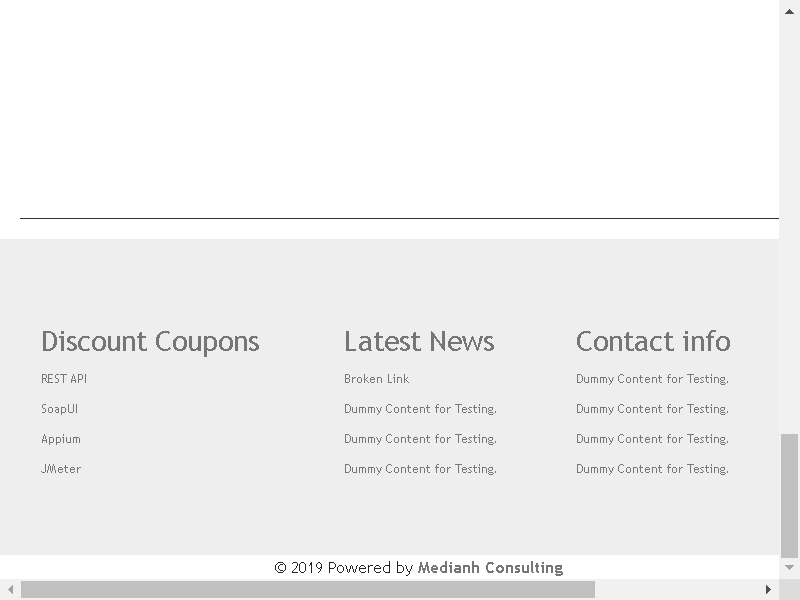 Discount Coupons
REST API
SoapUI
Appium
JMeter
Latest News
Broken Link
Dummy Content for Testing.
Dummy Content for Testing.
Dummy Content for Testing.
Contact info
Dummy Content for Testing.
Dummy Content for Testing.
Dummy Content for Testing.
Dummy Content for Testing.
© 2019 Powered by Medianh Consulting